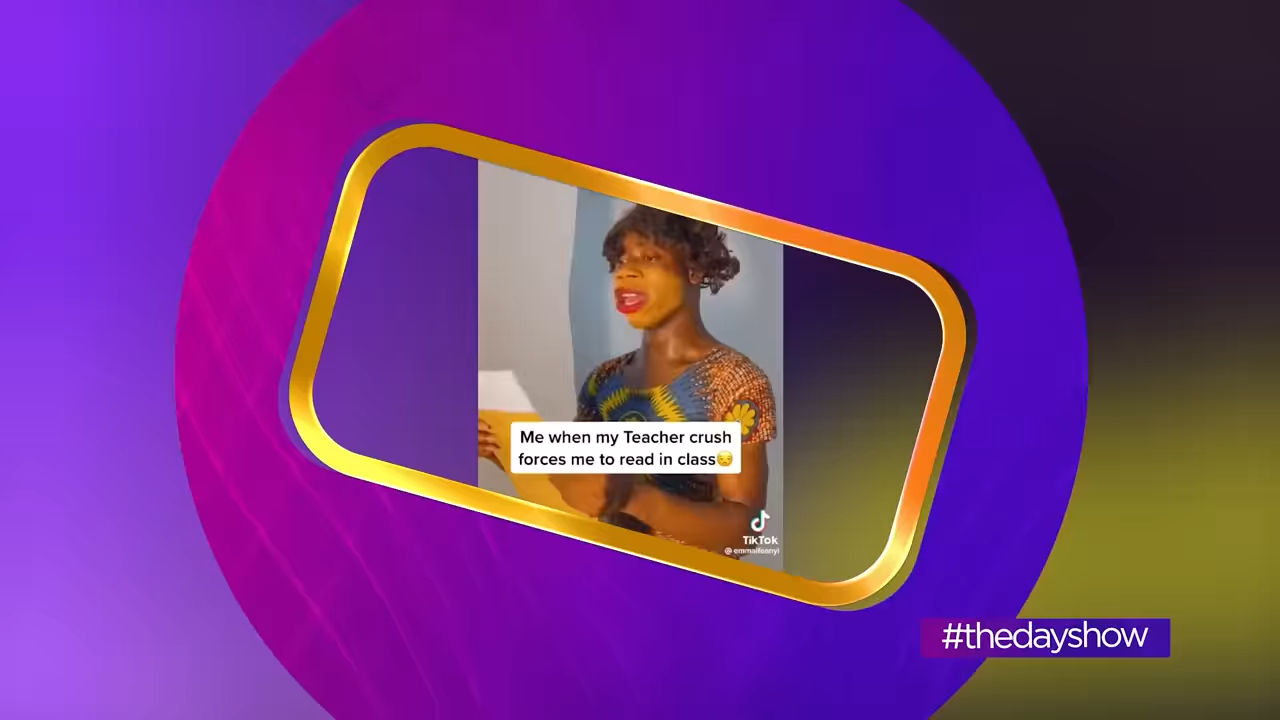 Me when my Teacher crush
forces me to read in class😒
TikTok
@emmaifeanyi
#thedayshow